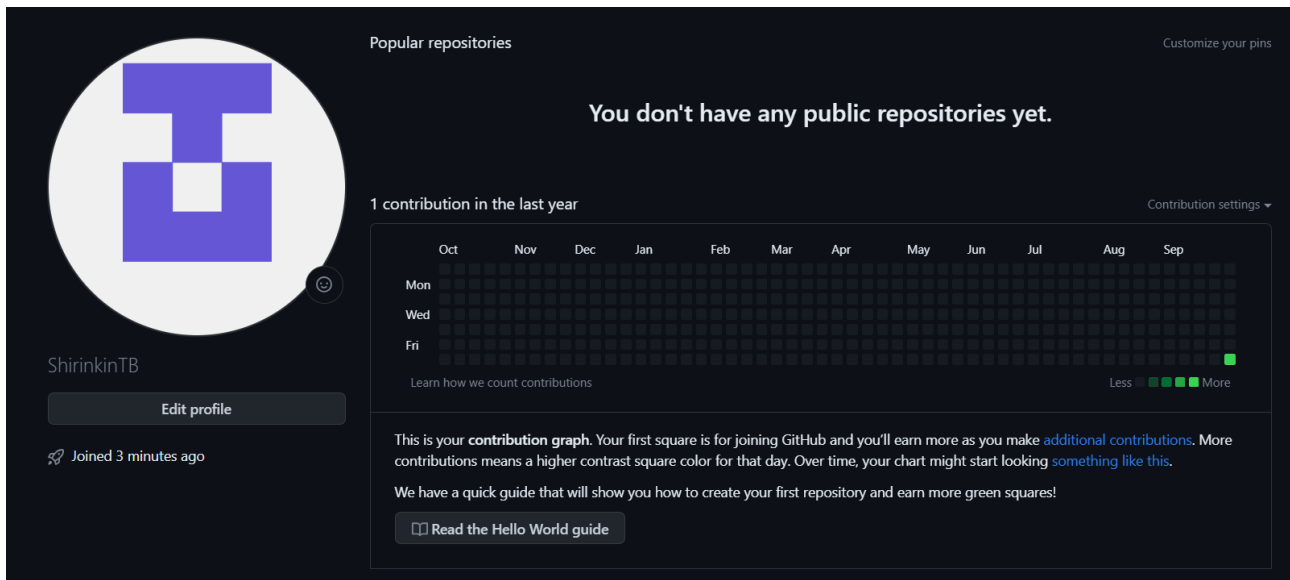 Popular repositories
Customize your pins
You don't have any public repositories yet.
1 contribution in the last year
Contribution settings
Oct Nov Dec Jan Feb Mar Apr May Jun Jul Aug Sep
Mon
Wed
Fri
Learn how we count contributions
Less More
This is your contribution graph. Your first square is for joining GitHub and you'll earn more as you make additional contributions. More
contributions means a higher contrast square color for that day. Over time, your chart might start looking something like this.
We have a quick guide that will show you how to create your first repository and earn more green squares!
Read the Hello World guide
ShirinkinTB
Edit profile
Joined 3 minutes ago